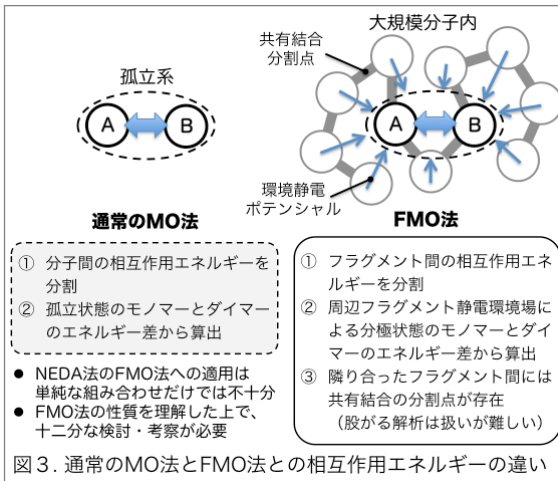 大規模分子内
共有結合
分割点
孤立系
A
B
A
B
環境静電
ポテンシャル
通常のMO法
FMO法
① 分子間の相互作用エネルギーを
分割
② 孤立状態のモノマーとダイマー
のエネルギー差から算出
● NEDA法のFMO法への適用は
単純な組み合わせだけでは不十分
● FMO法の性質を理解した上で、
十二分な検討・考察が必要
① フラグメント間の相互作用エネ
ルギーを分割
② 周辺フラグメント静電環境場に
よる分極状態のモノマーとダイ
マーのエネルギー差から算出
③ 隣り合ったフラグメント間には
共有結合の分割点が存在
（股がる解析は扱いが難しい）
図３. 通常のMO法とFMO法との相互作用エネルギーの違い